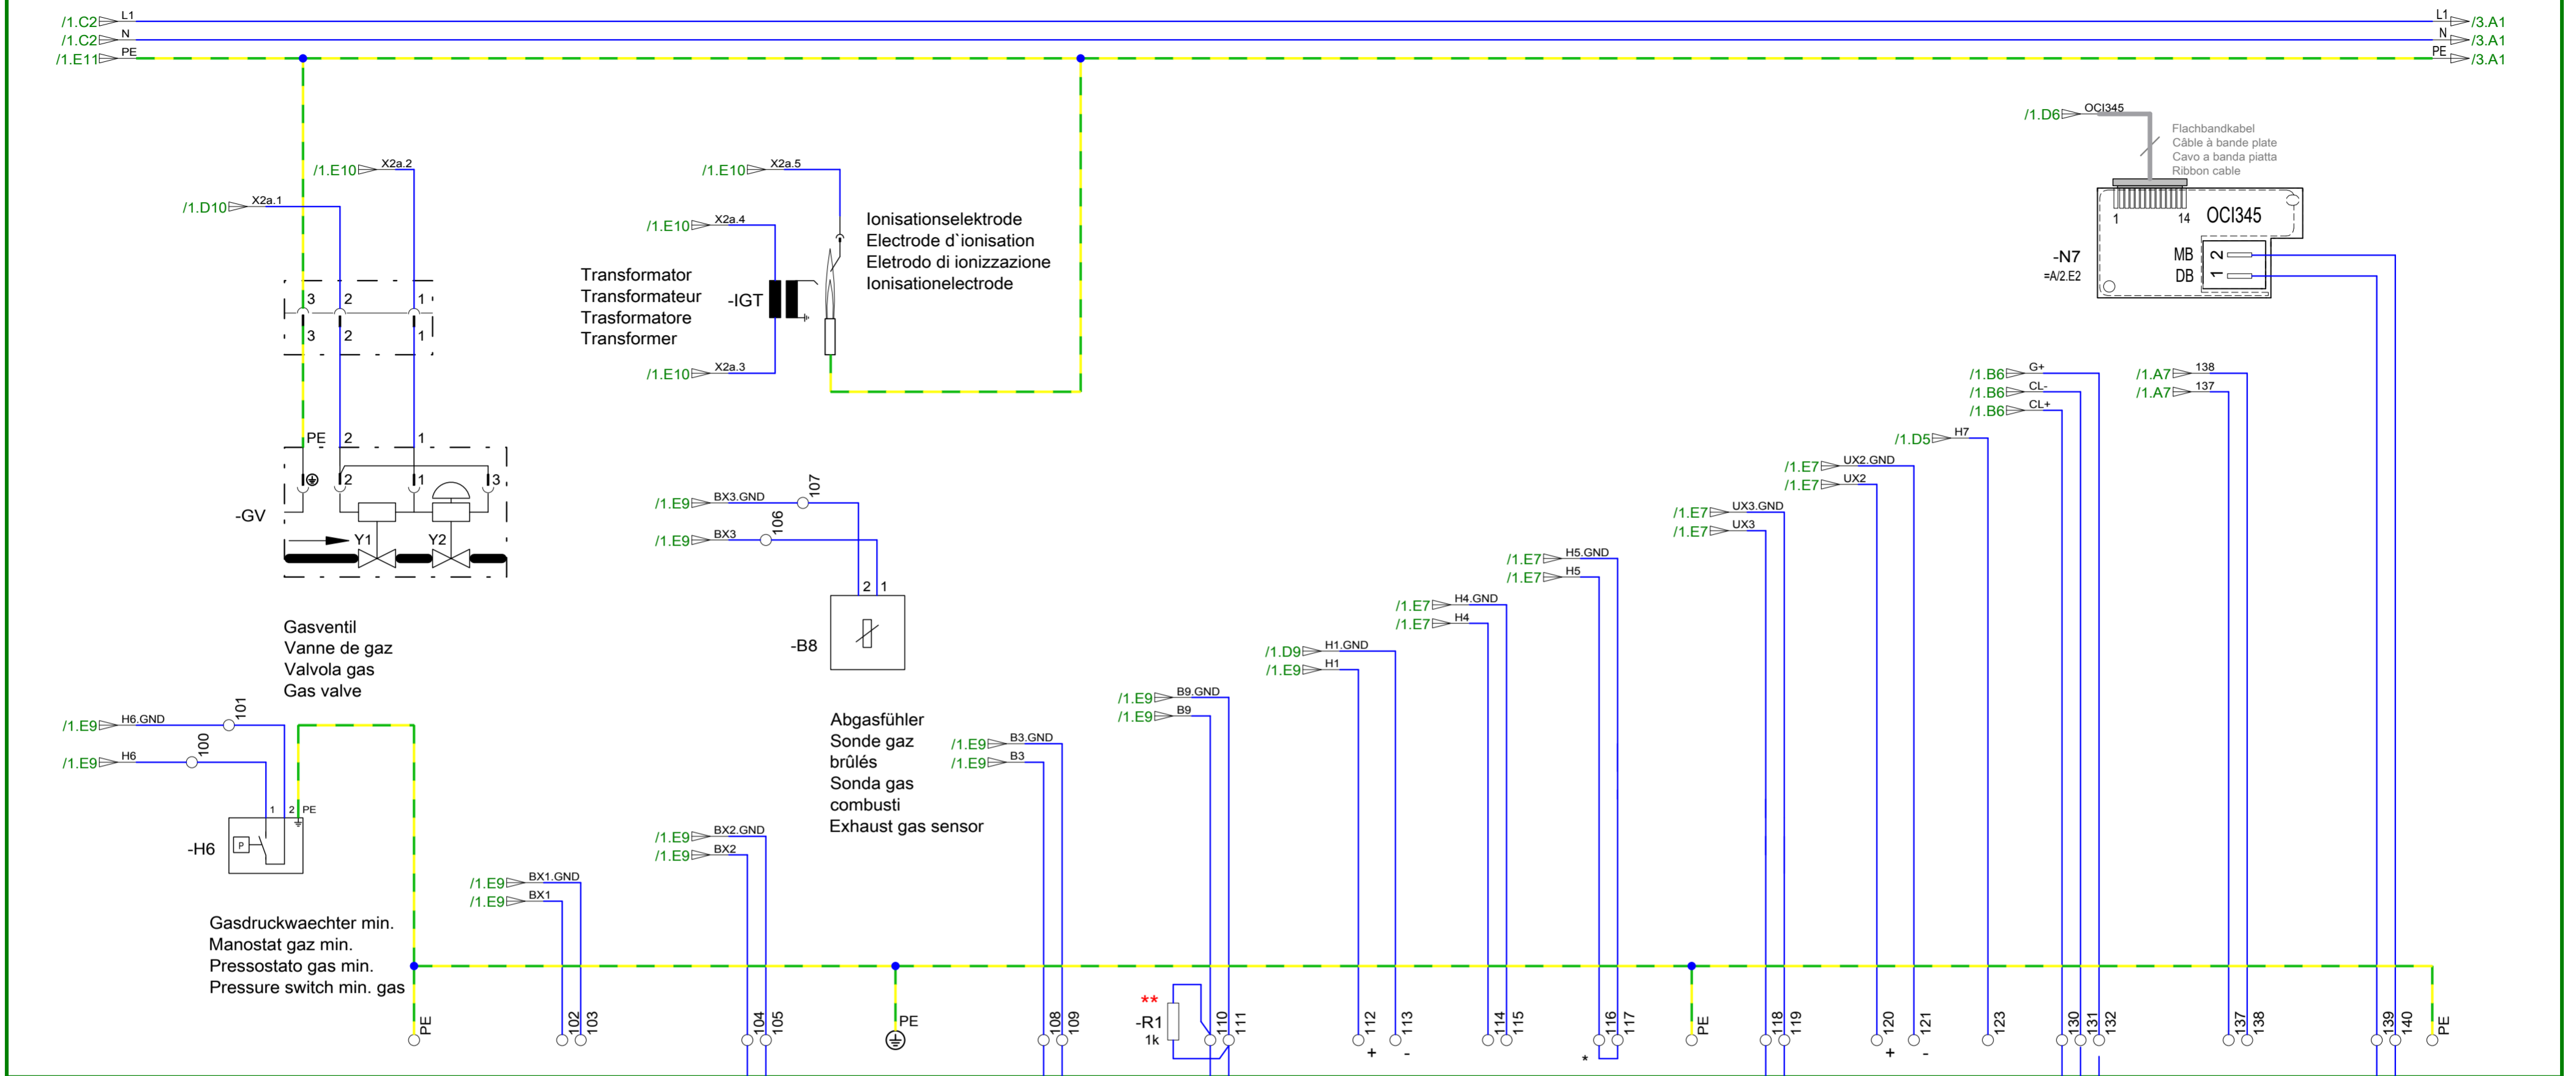 /1.C2 L1
L1 /3.A1
/1.C2 N
N /3.A1
/1.E11 PE
PE /3.A1
/1.D6 OCI345
Flachbandkabel
Câble à bande plate
Cavo a banda piatta
Ribbon cable
1 14 OCI345
-N7
=A/2.E2
MB 2
DB 1
/1.E10 X2a.2
/1.D10 X2a.1
3 2 1
3 2 1
PE 2 1
2 1 3
-GV
Y1 Y2
Gasventil
Vanne de gaz
Valvola gas
Gas valve
/1.E10 X2a.5
/1.E10 X2a.4
/1.E10 X2a.3
Transformator
Transformateur
Trasformatore
Transformer
-IGT
Ionisationselektrode
Electrode d`ionisation
Eletrodo di ionizzazione
Ionisationelectrode
/1.E9 BX3.GND 107
/1.E9 BX3 106
2 1
-B8
Abgasfühler
Sonde gaz
brûlés
Sonda gas
combusti
Exhaust gas sensor
/1.E9 H6.GND 101
/1.E9 H6 100
1 2 PE
P
-H6
Gasdruckwaechter min.
Manostat gaz min.
Pressostato gas min.
Pressure switch min. gas
/1.E9 BX1.GND
/1.E9 BX1
/1.E9 BX2.GND
/1.E9 BX2
/1.E9 B3.GND
/1.E9 B3
/1.E9 B9.GND
/1.E9 B9
/1.D9 H1.GND
/1.E9 H1
/1.E7 H4.GND
/1.E7 H4
/1.E7 H5.GND
/1.E7 H5
/1.E7 UX3.GND
/1.E7 UX3
/1.E7 UX2.GND
/1.E7 UX2
/1.D5 H7
/1.B6 G+
/1.B6 CL-
/1.B6 CL+
/1.A7 138
/1.A7 137
**
-R1
1k
PE 102 103 104 105 PE 108 109 110 111 112 113 114 115 116 117 PE 118 119 120 121 123 130 131 132 137 138 139 140 PE
+ - * + -